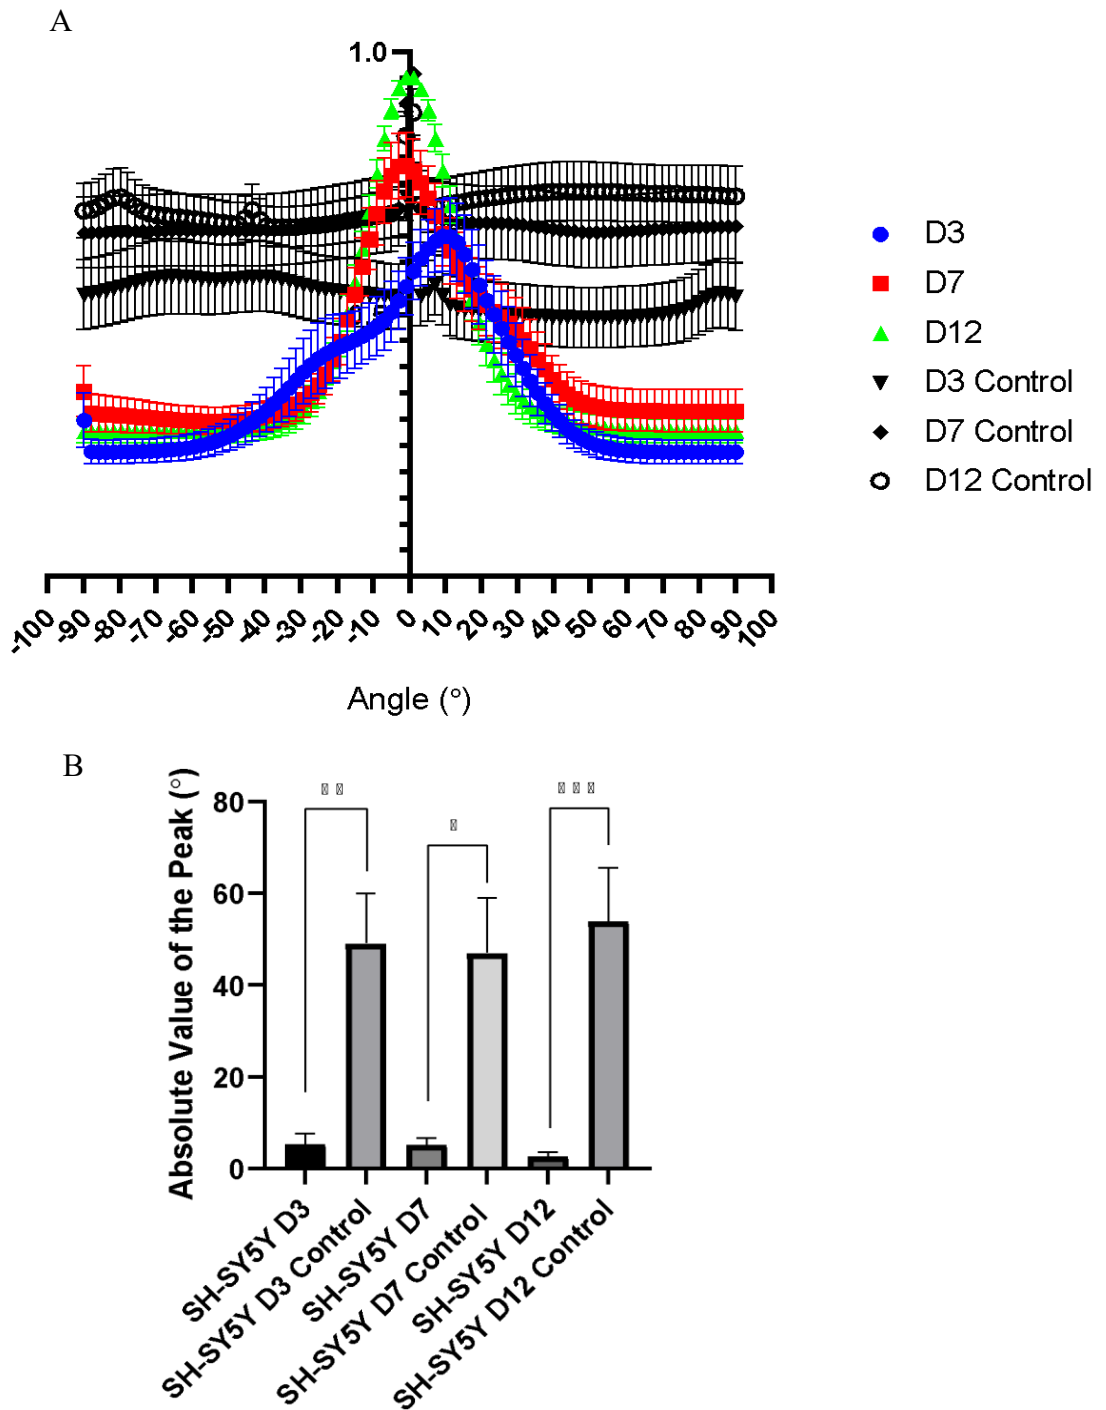 A
1.0
D3
D7
D12
D3 Control
D7 Control
D12 Control
-100 -90 -80 -70 -60 -50 -40 -30 -20 -10 0 10 20 30 40 50 60 70 80 90 100
Angle (°)
B
Absolute Value of the Peak (°)
80
60
40
20
0
SH-SY5Y D3
SH-SY5Y D3 Control
SH-SY5Y D7
SH-SY5Y D7 Control
SH-SY5Y D12
SH-SY5Y D12 Control